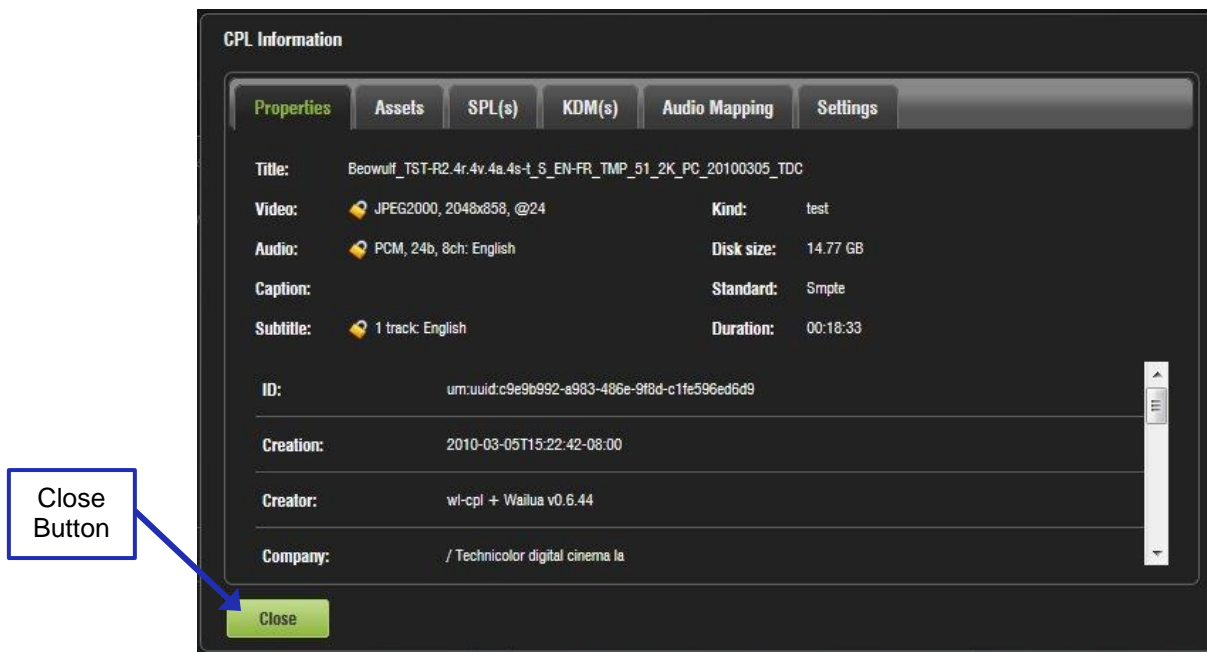 CPL Information
Properties Assets SPL(s) KDM(s) Audio Mapping Settings
Title: Beowulf_TST-R2.4r.4v.4a.4s-t_S_EN-FR_TMP_51_2K_PC_20100305_TDC
Video: JPEG2000, 2048x858, @24 Kind: test
Audio: PCM, 24b, 8ch: English Disk size: 14.77 GB
Caption: Standard: Smpte
Subtitle: 1 track: English Duration: 00:18:33
ID: urn:uuid:c9e9b992-a983-486e-9f8d-c1fe596ed6d9
Creation: 2010-03-05T15:22:42-08:00
Creator: wl-cpl + Wailua v0.6.44
Company: / Technicolor digital cinema la
Close
Button
Close